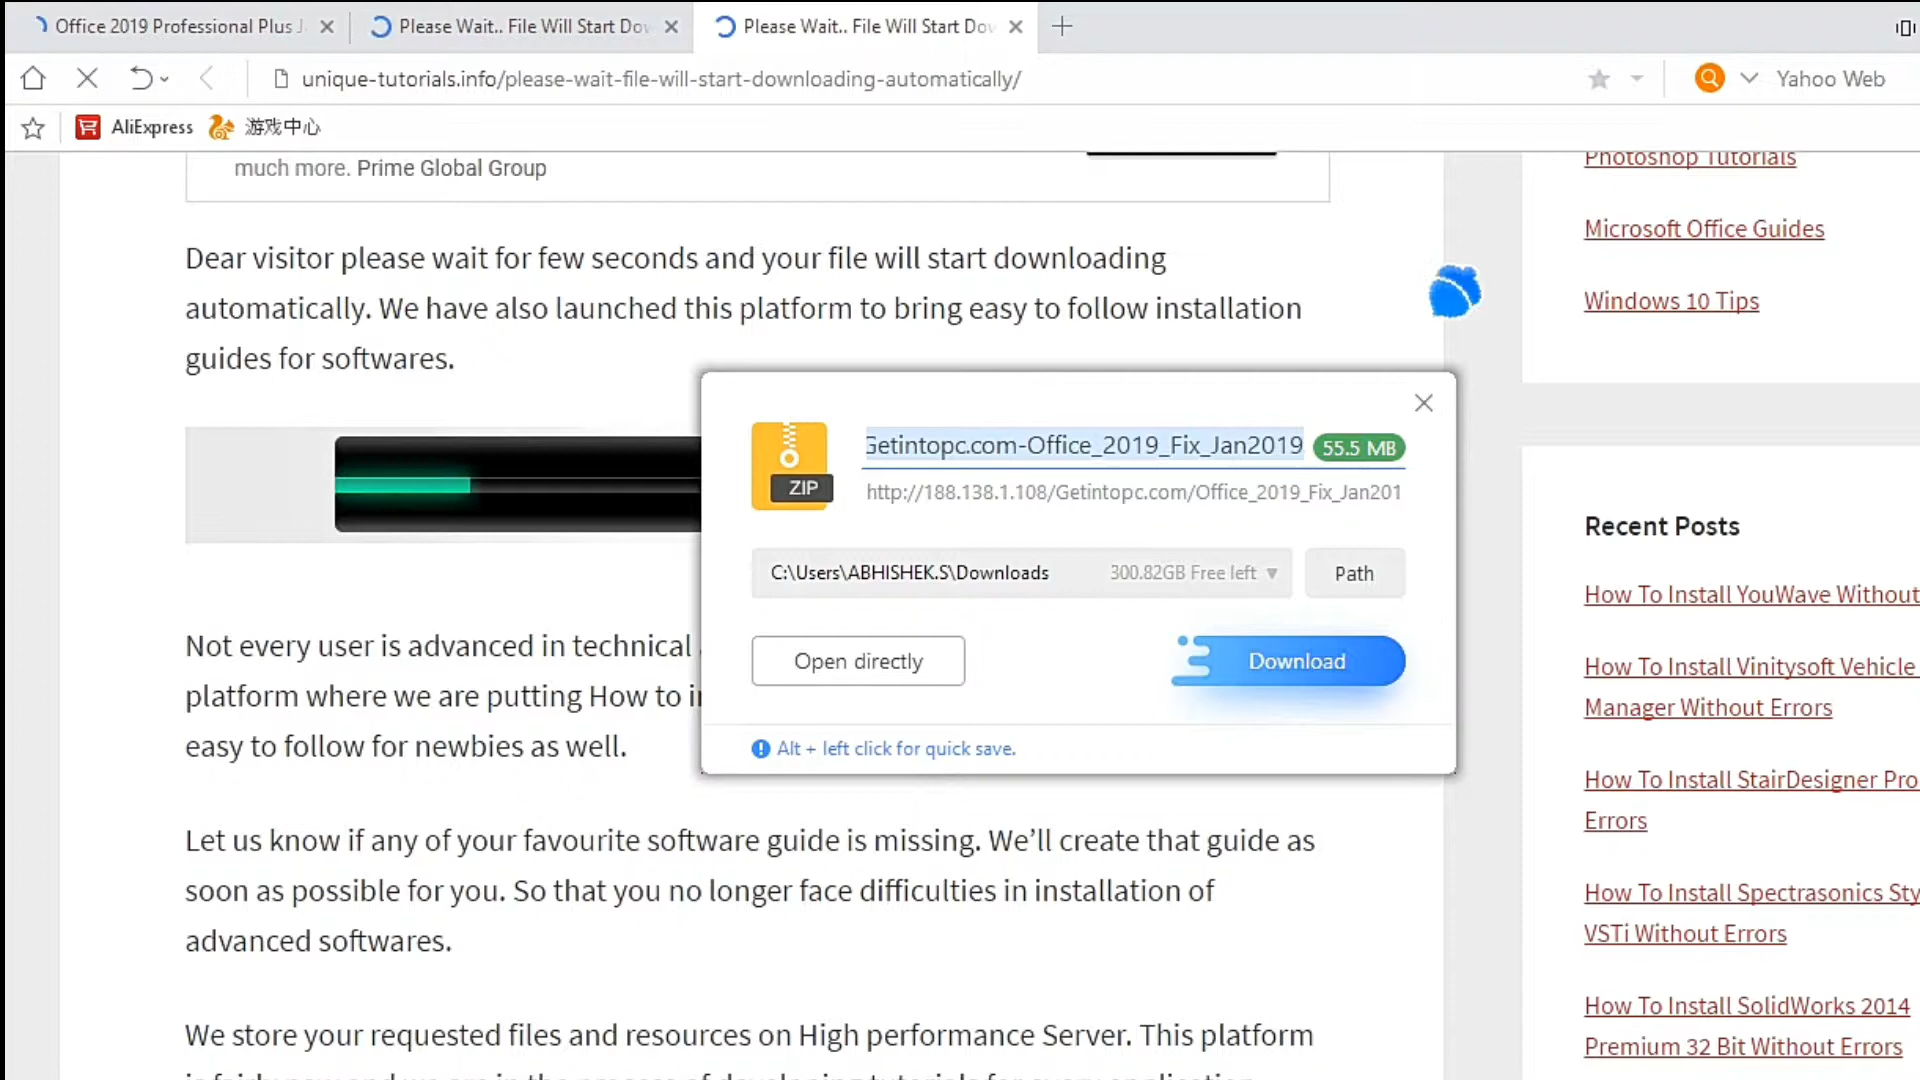 Office 2019 Professional Plus
Please Wait.. File Will Start Dov
Please Wait.. File Will Start Dov
unique-tutorials.info/please-wait-file-will-start-downloading-automatically/
Yahoo Web
AliExpress
游戏中心
much more. Prime Global Group
Photoshop Tutorials
Microsoft Office Guides
Windows 10 Tips
Dear visitor please wait for few seconds and your file will start downloading
automatically. We have also launched this platform to bring easy to follow installation
guides for softwares.
Getintopc.com-Office_2019_Fix_Jan2019
55.5 MB
ZIP
http://188.138.1.108/Getintopc.com/Office_2019_Fix_Jan201
C:\Users\ABHISHEK.S\Downloads
300.82GB Free left
Path
Open directly
Download
Alt + left click for quick save.
Not every user is advanced in technical
platform where we are putting How to in
easy to follow for newbies as well.
Let us know if any of your favourite software guide is missing. We'll create that guide as
soon as possible for you. So that you no longer face difficulties in installation of
advanced softwares.
We store your requested files and resources on High performance Server. This platform
Recent Posts
How To Install YouWave Without
How To Install Vinitysoft Vehicle
Manager Without Errors
How To Install StairDesigner Pro
Errors
How To Install Spectrasonics Sty
VSTi Without Errors
How To Install SolidWorks 2014
Premium 32 Bit Without Errors